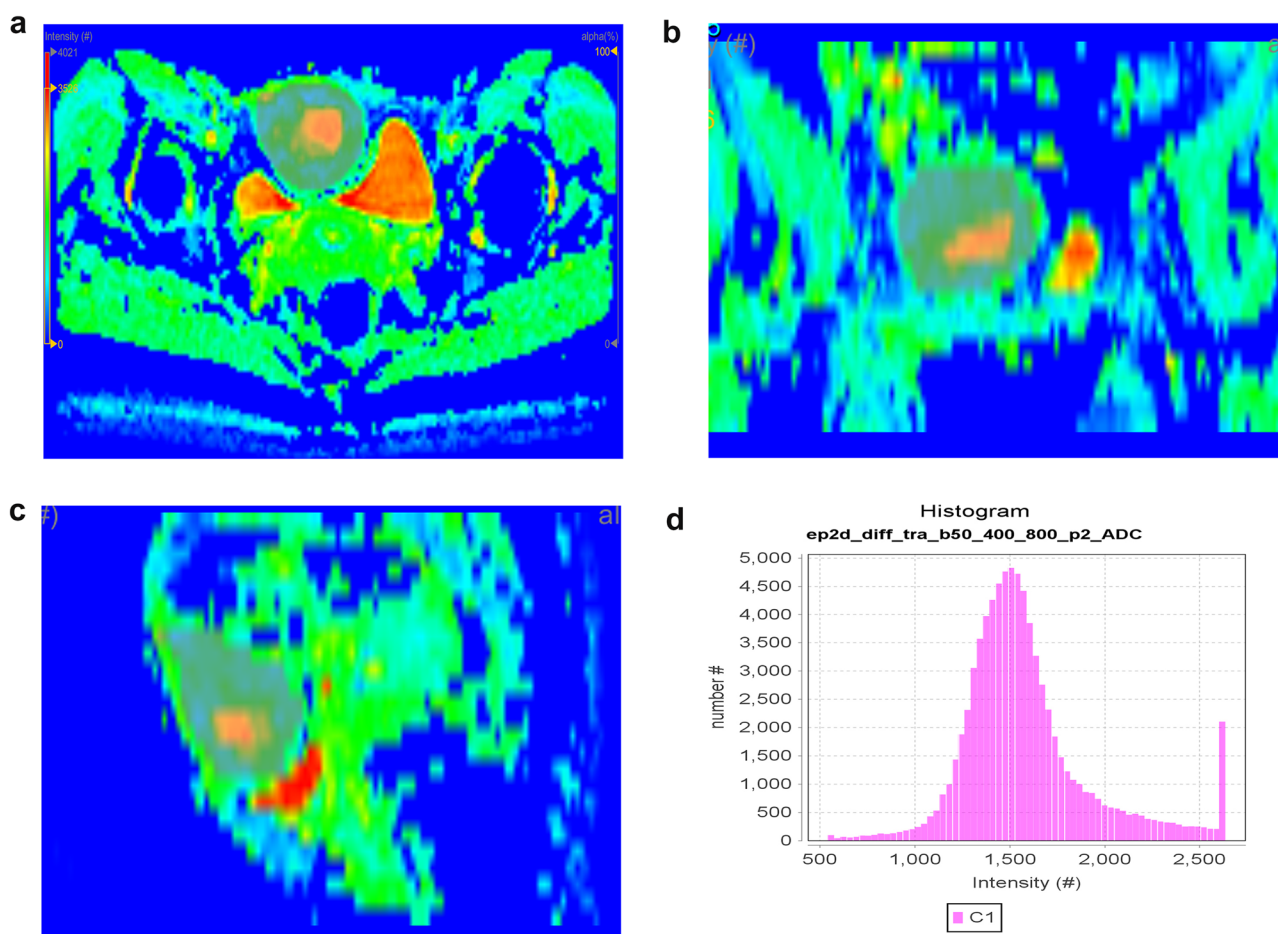 a
Intensity (#)
alpha(%)
4021
100
0
0
b
(#)
a
c
#)
al
d
Histogram
ep2d_diff_tra_b50_400_800_p2_ADC
5,000
4,500
4,000
3,500
3,000
2,500
2,000
1,500
1,000
500
0
number #
500
1,000
1,500
2,000
2,500
Intensity (#)
C1